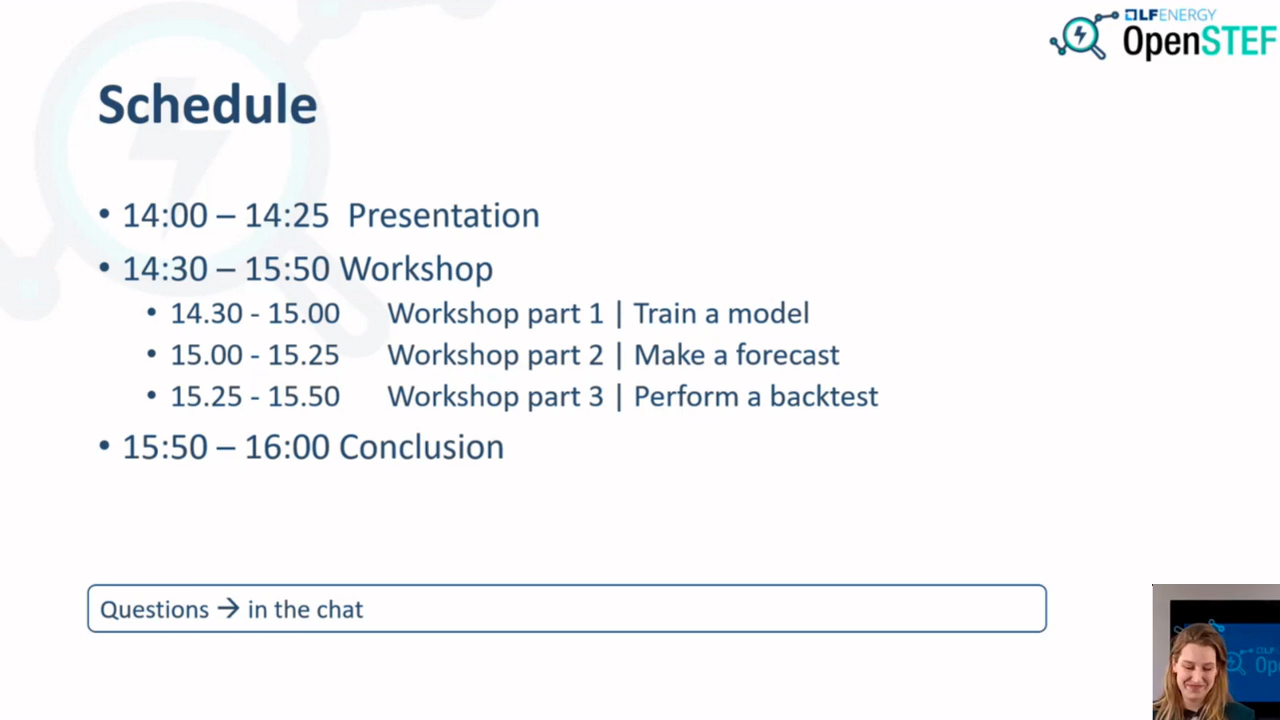 LFENERGY
OpenSTEF
Schedule
• 14:00 – 14:25 Presentation
• 14:30 – 15:50 Workshop
• 14.30 - 15.00 Workshop part 1 | Train a model
• 15.00 - 15.25 Workshop part 2 | Make a forecast
• 15.25 - 15.50 Workshop part 3 | Perform a backtest
• 15:50 – 16:00 Conclusion
Questions → in the chat
LF
Op